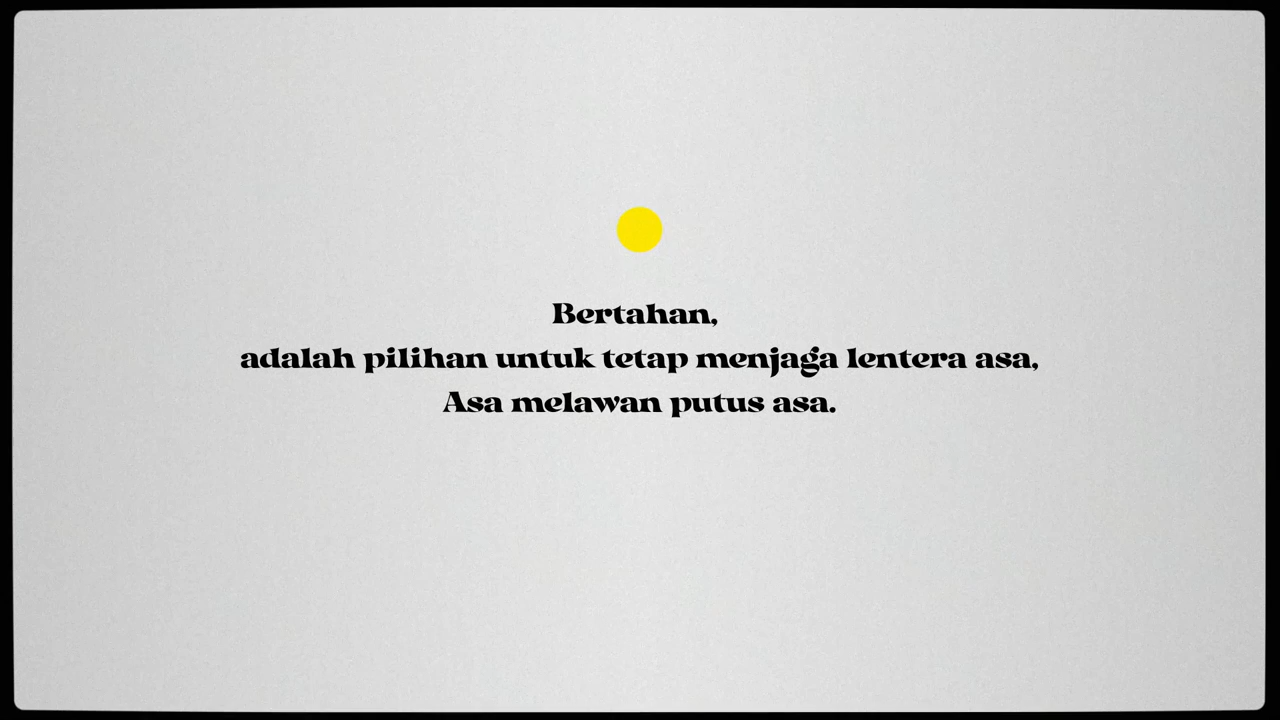 Bertahan,
adalah pilihan untuk tetap menjaga lentera asa,
Asa melawan putus asa.